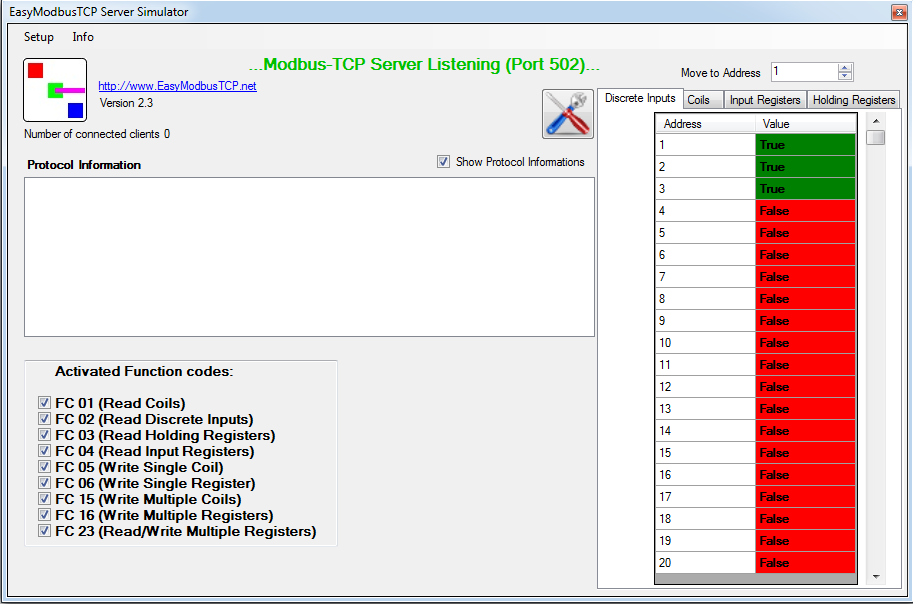 EasyModbusTCP Server Simulator
Setup Info
...Modbus-TCP Server Listening (Port 502)...
http://www.EasyModbusTCP.net
Version 2.3
Number of connected clients 0
Protocol Information
Show Protocol Informations
Activated Function codes:
FC 01 (Read Coils)
FC 02 (Read Discrete Inputs)
FC 03 (Read Holding Registers)
FC 04 (Read Input Registers)
FC 05 (Write Single Coil)
FC 06 (Write Single Register)
FC 15 (Write Multiple Coils)
FC 16 (Write Multiple Registers)
FC 23 (Read/Write Multiple Registers)
Move to Address 1
Discrete Inputs Coils Input Registers Holding Registers
Address Value
1 True
2 True
3 True
4 False
5 False
6 False
7 False
8 False
9 False
10 False
11 False
12 False
13 False
14 False
15 False
16 False
17 False
18 False
19 False
20 False